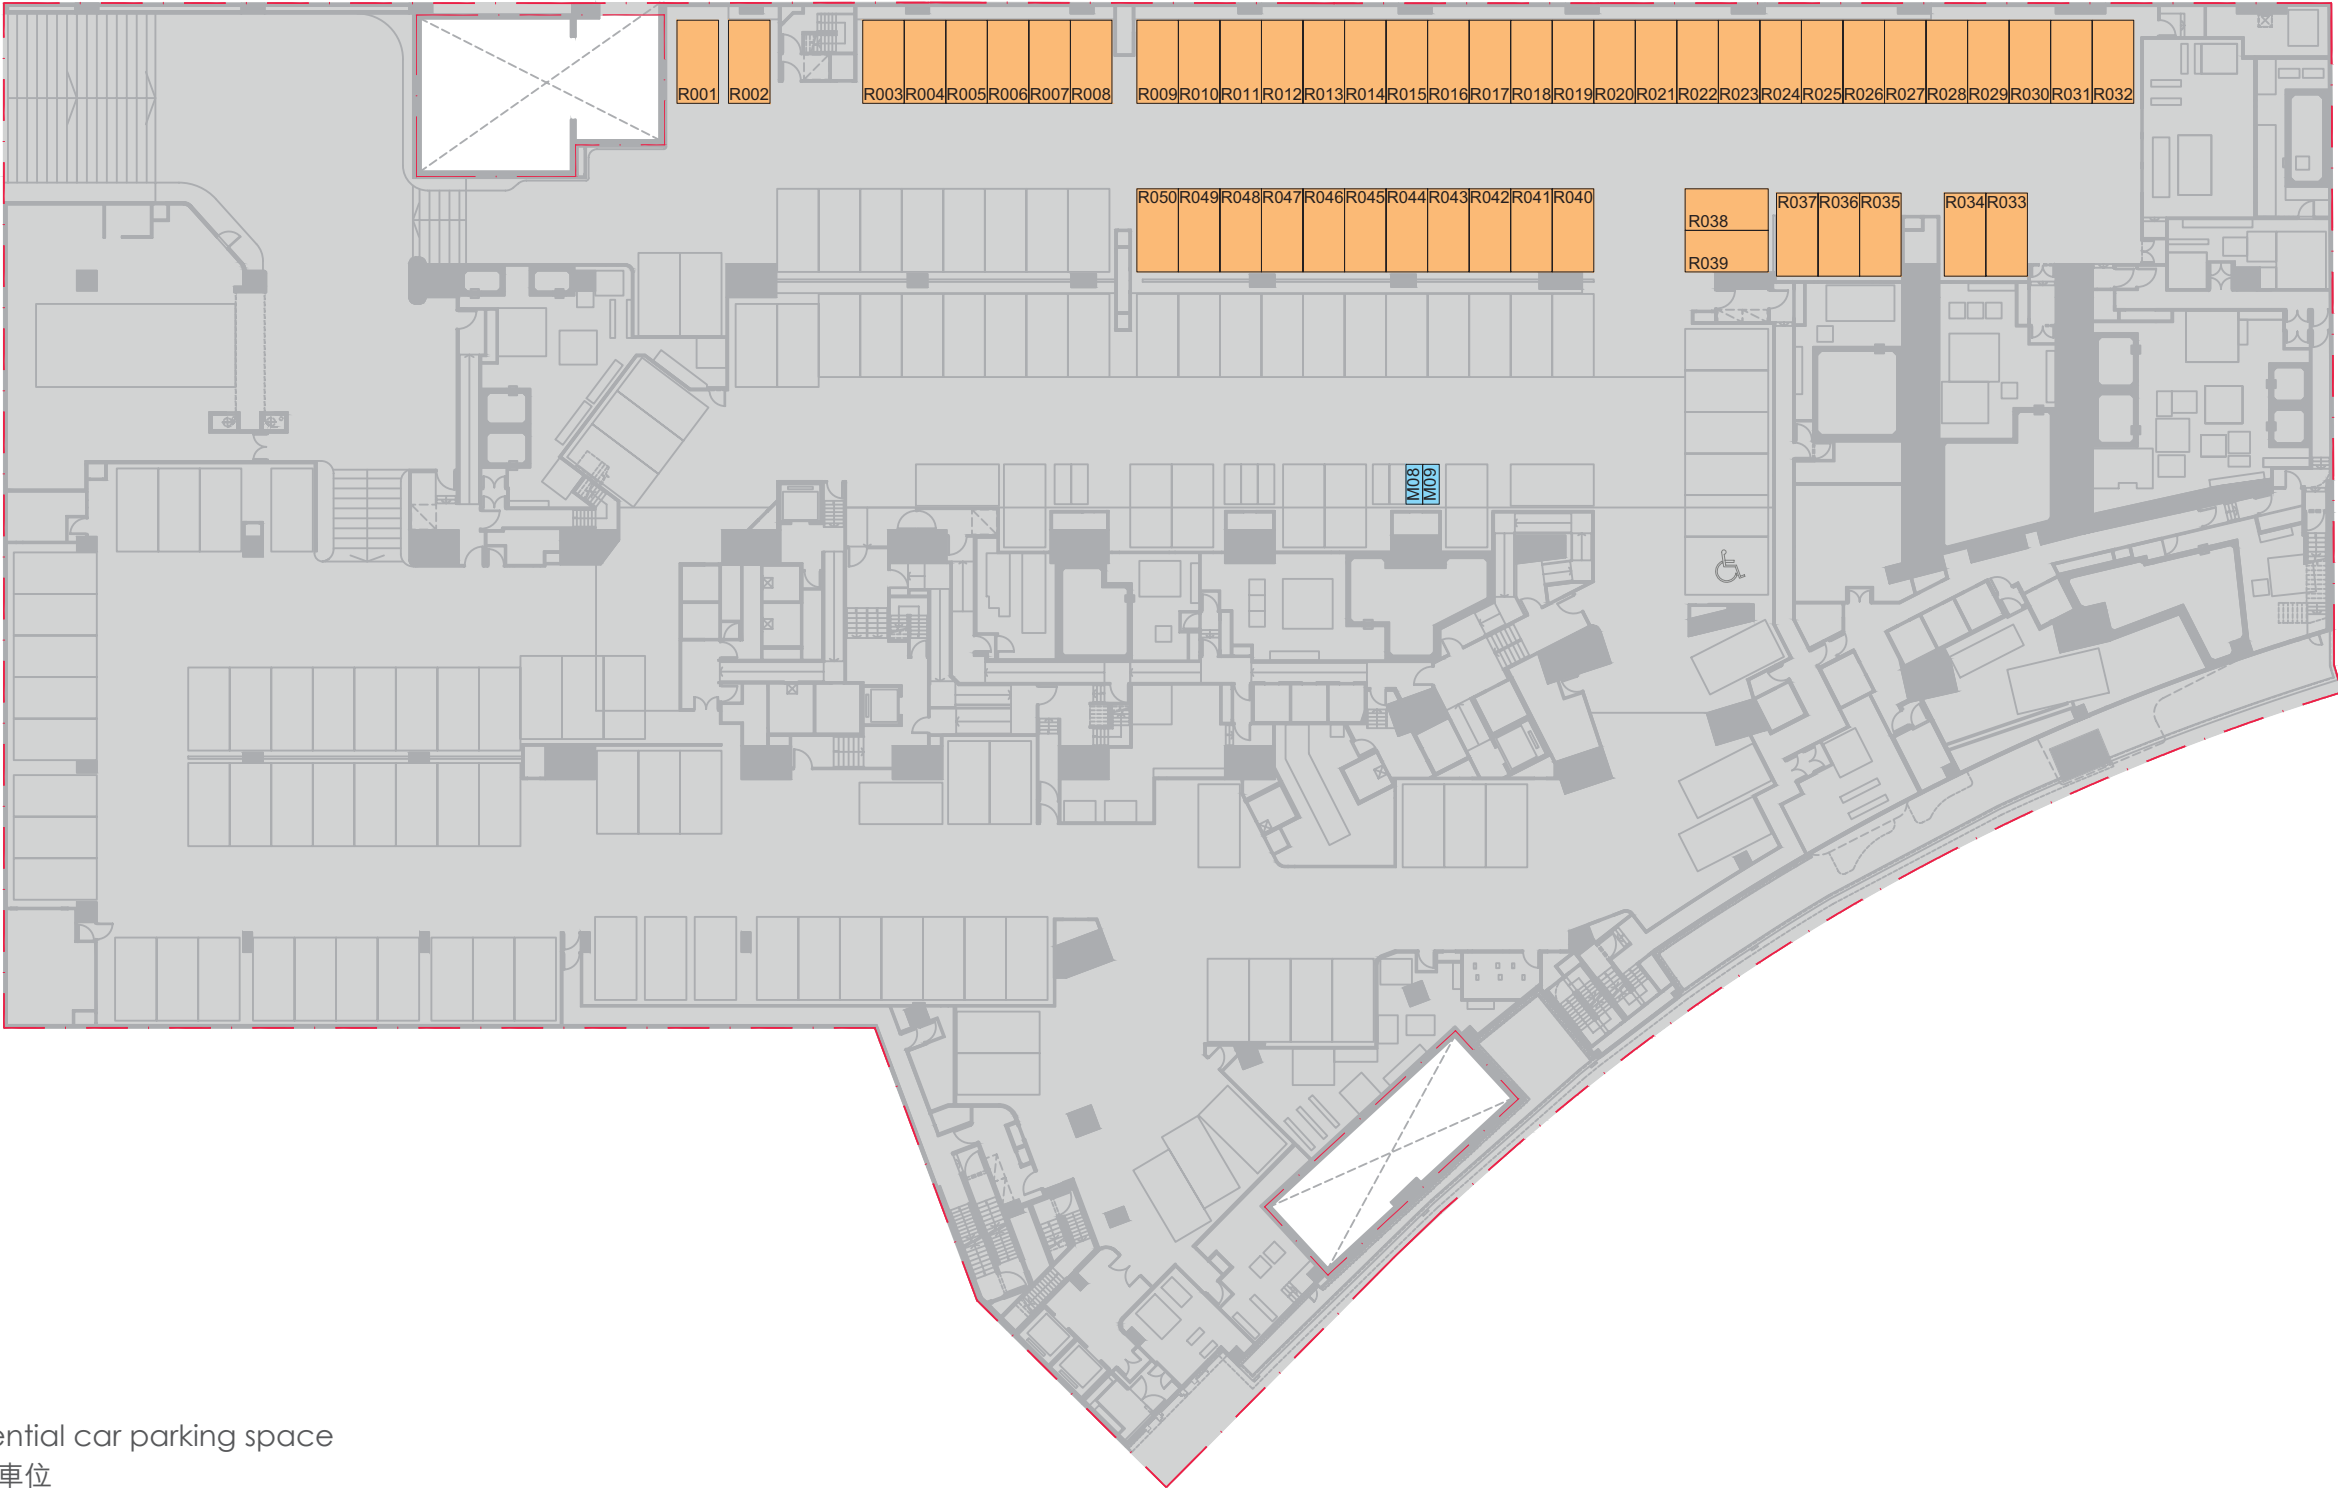 R001 R002 R003 R004 R005 R006 R007 R008 R009 R010 R011 R012 R013 R014 R015 R016 R017 R018 R019 R020 R021 R022 R023 R024 R025 R026 R027 R028 R029 R030 R031 R032
R050 R049 R048 R047 R046 R045 R044 R043 R042 R041 R040 R037 R036 R035 R034 R033
R038
R039
M08
M09
ential car parking space
車位